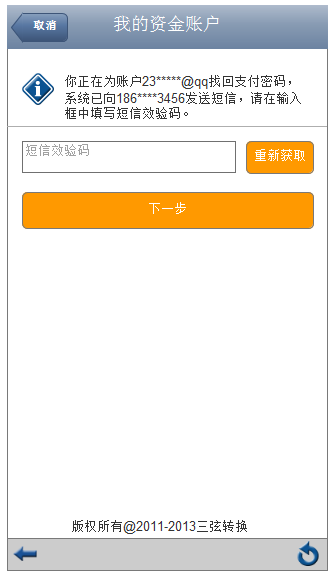 取消
我的资金账户
你正在为账户23*****@qq找回支付密码，
系统已向186****3456发送短信，请在输入
框中填写短信效验码。
短信效验码
重新获取
下一步
版权所有@2011-2013三弦转换